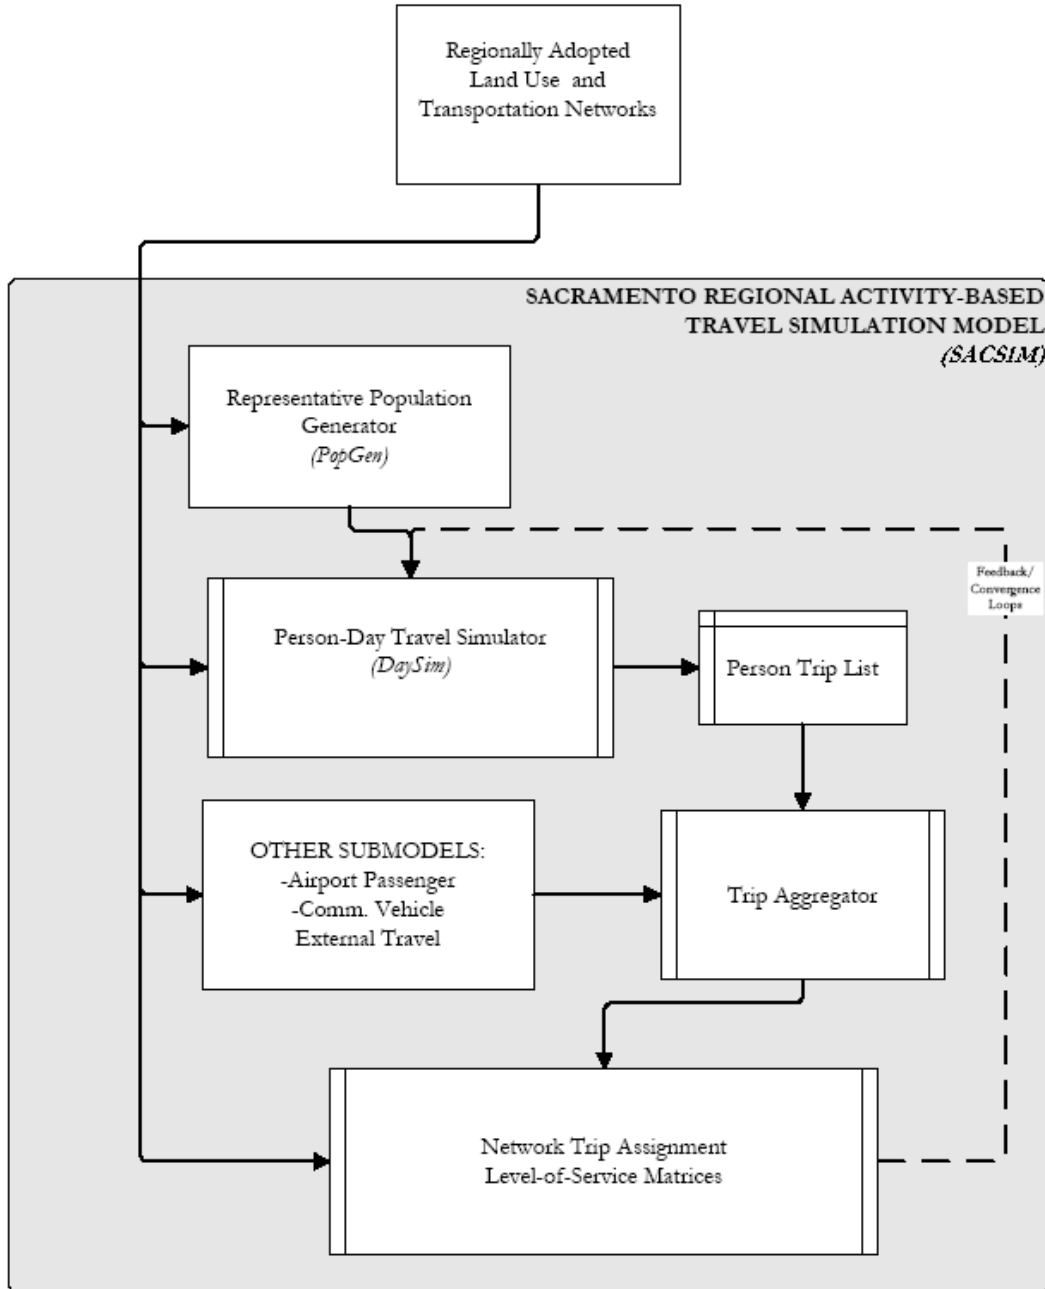 Regionally Adopted
Land Use and
Transportation Networks
SACRAMENTO REGIONAL ACTIVITY-BASED
TRAVEL SIMULATION MODEL
(SACSIM)
Representative Population
Generator
(PopGen)
Feedback/
Convergence
Loops
Person-Day Travel Simulator
(DaySim)
Person Trip List
OTHER SUBMODELS:
-Airport Passenger
-Comm. Vehicle
External Travel
Trip Aggregator
Network Trip Assignment
Level-of-Service Matrices